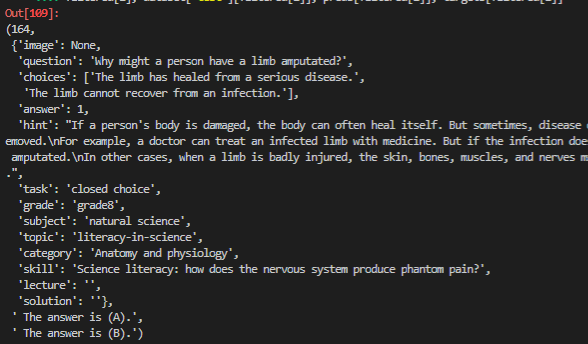 Out[109]:
(164,
{'image': None,
'question': 'Why might a person have a limb amputated?',
'choices': ['The limb has healed from a serious disease.',
'The limb cannot recover from an infection.'],
'answer': 1,
'hint': "If a person's body is damaged, the body can often heal itself. But sometimes, disease
emoved.\nFor example, a doctor can treat an infected limb with medicine. But if the infection doe
amputated.\nIn other cases, when a limb is badly injured, the skin, bones, muscles, and nerves m
.",
'task': 'closed choice',
'grade': 'grade8',
'subject': 'natural science',
'topic': 'literacy-in-science',
'category': 'Anatomy and physiology',
'skill': 'Science literacy: how does the nervous system produce phantom pain?',
'lecture': '',
'solution': ''},
' The answer is (A).',
' The answer is (B).')